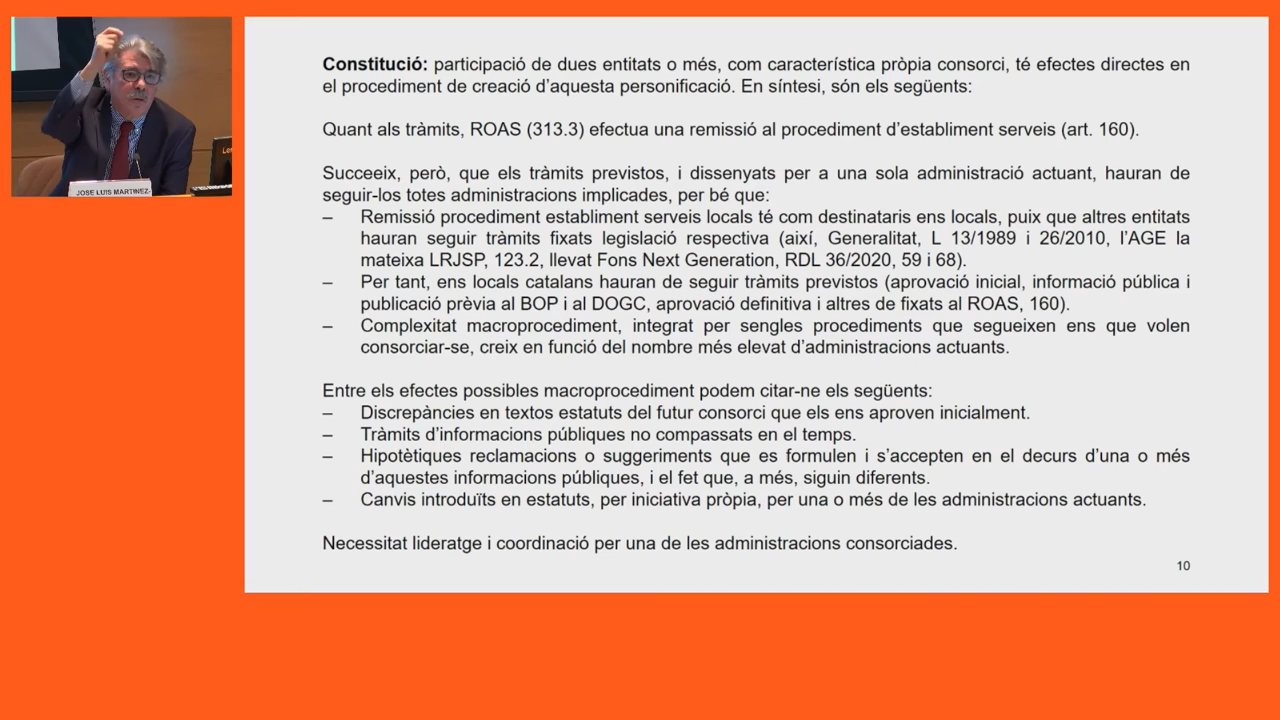 Constitució: participació de dues entitats o més, com característica pròpia consorci, té efectes directes en
el procediment de creació d'aquesta personificació. En síntesi, són els següents:
Quant als tràmits, ROAS (313.3) efectua una remissió al procediment d'establiment serveis (art. 160).
Succeeix, però, que els tràmits previstos, i dissenyats per a una sola administració actuant, hauran de
seguir-los totes administracions implicades, per bé que:
– Remissió procediment establiment serveis locals té com destinataris ens locals, puix que altres entitats
hauran seguir tràmits fixats legislació respectiva (així, Generalitat, L 13/1989 i 26/2010, l'AGE la
mateixa LRJSP, 123.2, llevat Fons Next Generation, RDL 36/2020, 59 i 68).
– Per tant, ens locals catalans hauran de seguir tràmits previstos (aprovació inicial, informació pública i
publicació prèvia al BOP i al DOGC, aprovació definitiva i altres de fixats al ROAS, 160).
– Complexitat macroprocediment, integrat per sengles procediments que segueixen ens que volen
consorciar-se, creix en funció del nombre més elevat d'administracions actuants.
Entre els efectes possibles macroprocediment podem citar-ne els següents:
– Discrepàncies en textos estatuts del futur consorci que els ens aproven inicialment.
– Tràmits d'informacions públiques no compassats en el temps.
– Hipotètiques reclamacions o suggeriments que es formulen i s'accepten en el decurs d'una o més
d'aquestes informacions públiques, i el fet que, a més, siguin diferents.
– Canvis introduïts en estatuts, per iniciativa pròpia, per una o més de les administracions actuants.
Necessitat lideratge i coordinació per una de les administracions consorciades.
10
JOSE LUIS MARTINEZ-